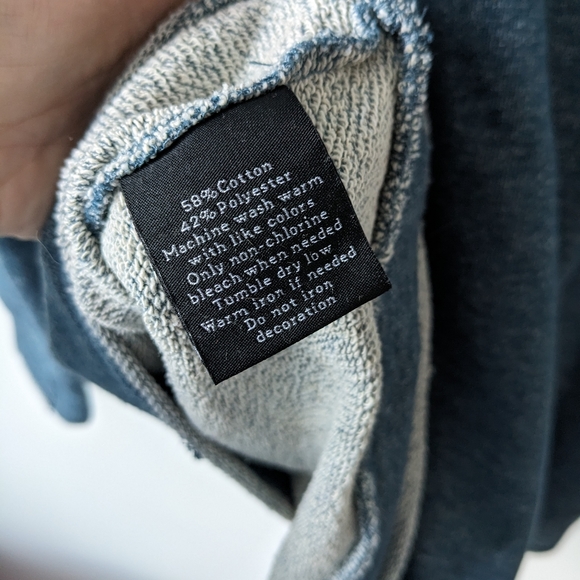 58% Cotton
42% Polyester
Machine wash warm
with like colors
Only non-chlorine
bleach when needed
Tumble dry low
Warm iron if needed
Do not iron
decoration